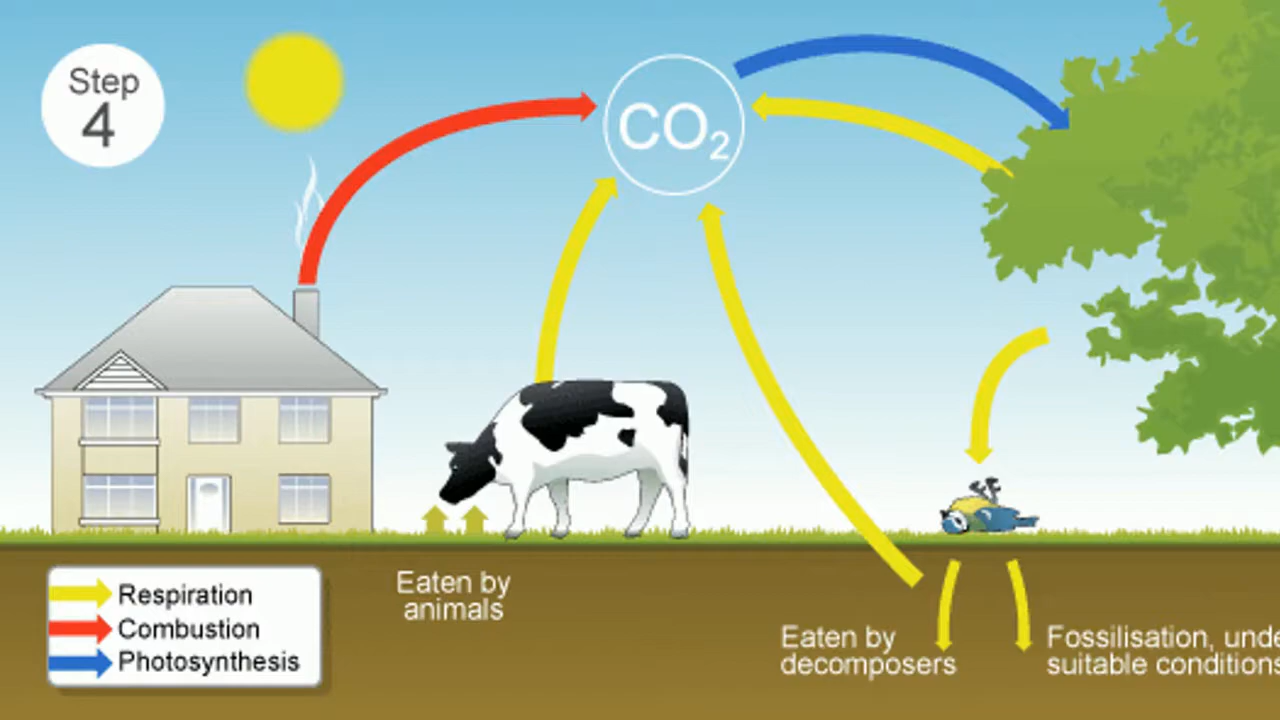 Step
4
CO₂
Eaten by
animals
Respiration
Combustion
Photosynthesis
Eaten by
decomposers
Fossilisation, unde
suitable conditions